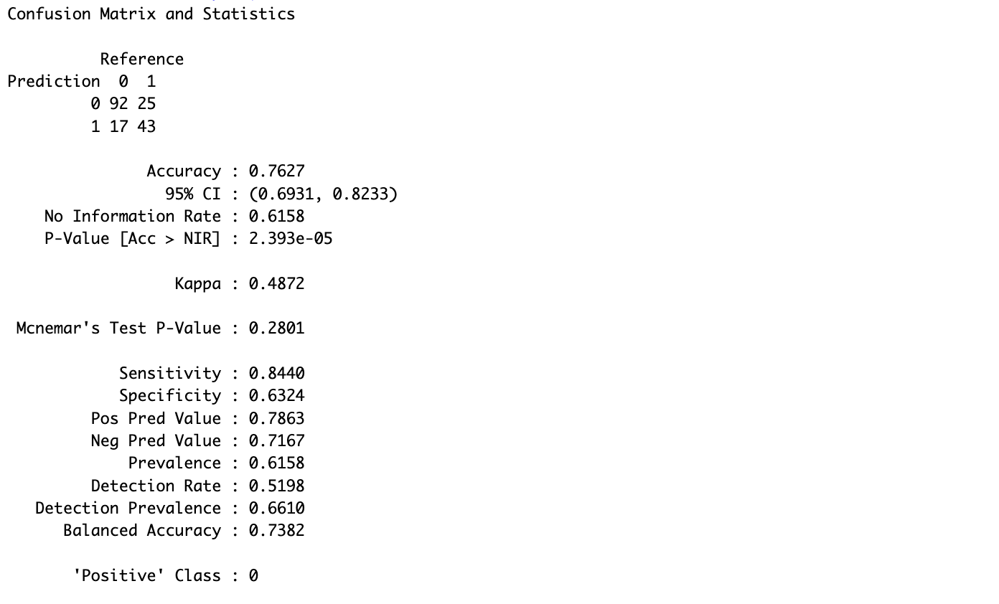 Confusion Matrix and Statistics
Reference
Prediction 0 1
0 92 25
1 17 43
Accuracy : 0.7627
95% CI : (0.6931, 0.8233)
No Information Rate : 0.6158
P-Value [Acc > NIR] : 2.393e-05
Kappa : 0.4872
Mcnemar's Test P-Value : 0.2801
Sensitivity : 0.8440
Specificity : 0.6324
Pos Pred Value : 0.7863
Neg Pred Value : 0.7167
Prevalence : 0.6158
Detection Rate : 0.5198
Detection Prevalence : 0.6610
Balanced Accuracy : 0.7382
'Positive' Class : 0